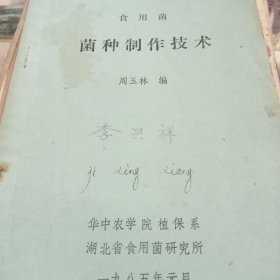 食用菌
菌种制作技术
周玉林 编
李兴祥
ji xing xiang
华中农学院植保系
湖北省食用菌研究所
一九八五年元月